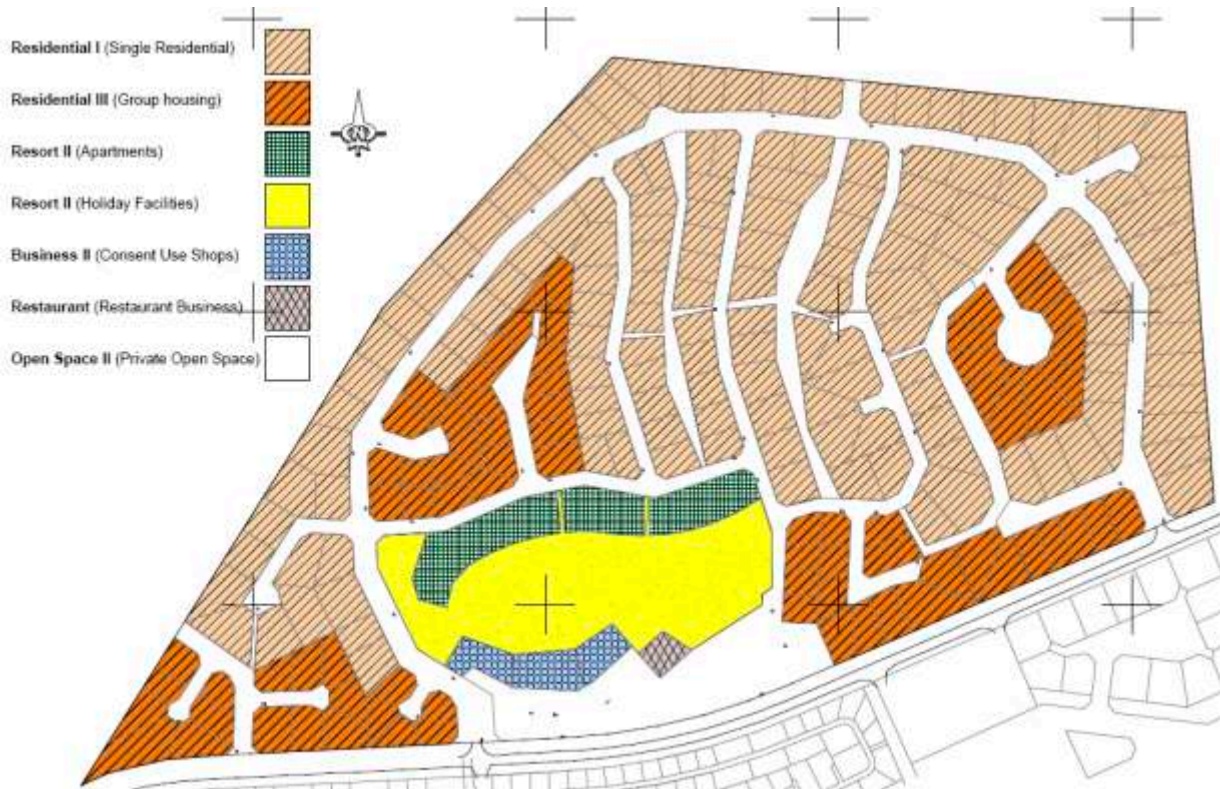 Residential I (Single Residential)
Residential III (Group housing)
Resort II (Apartments)
Resort II (Holiday Facilities)
Business II (Consent Use Shops)
Restaurant (Restaurant Business)
Open Space II (Private Open Space)